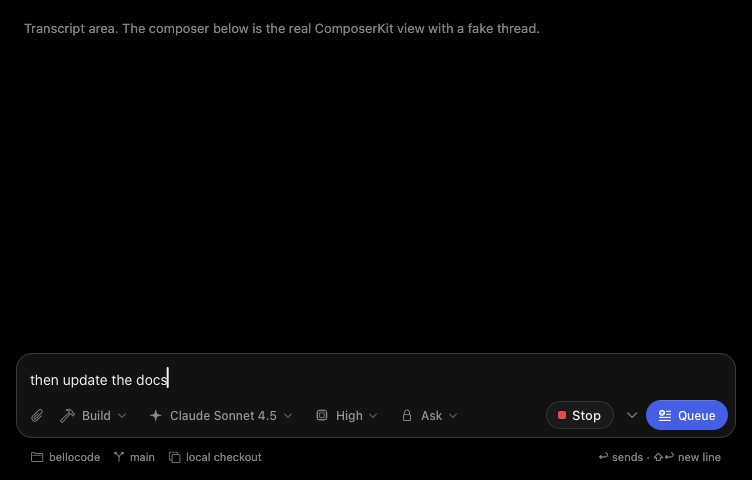 Transcript area. The composer below is the real ComposerKit view with a fake thread.
then update the docs
Build Claude Sonnet 4.5 High Ask Stop Queue
bellocode main local checkout ↩ sends · ⇧↩ new line